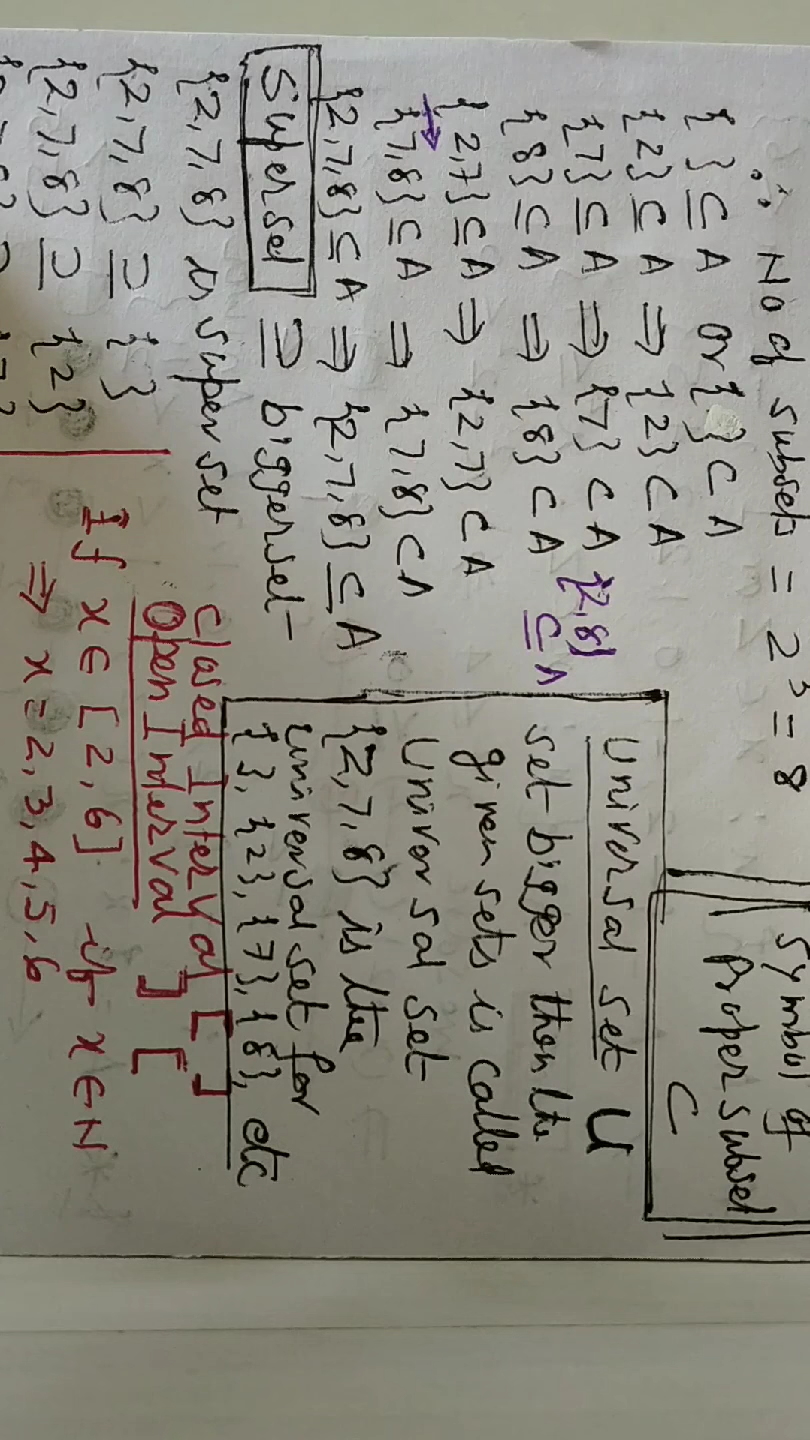 ∴ No of subsets = 2³ = 8
Symbol of
Proper subset
⊂
{ } ⊆ A or { } ⊂ A
{2} ⊆ A ⇒ {2} ⊂ A
{7} ⊆ A ⇒ {7} ⊂ A
{8} ⊆ A ⇒ {8} ⊂ A
{2,8}
⊆ A
{2,7} ⊆ A ⇒ {2,7} ⊂ A
{7,8} ⊆ A ⇒ {7,8} ⊂ A
{2,7,8} ⊆ A ⇒ {2,7,8} ⊆ A
Superset ⊇ bigger set
{2,7,8} is superset
{2,7,8} ⊇ { }
{2,7,8} ⊇ {2}
Universal set U
set bigger then the
given sets is called
Universal set
{2,7,8} is the
universal set for
{ }, {2}, {7}, {8}, etc
Closed Interval [ ]
Open Interval ] [
If x ∈ [2,6] if x ∈ N
⇒ x = 2,3,4,5,6